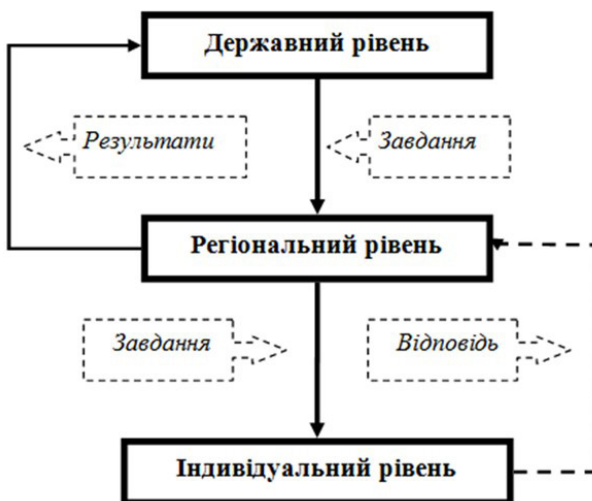 Державний рівень
Результати
Завдання
Регіональний рівень
Завдання
Відповідь
Індивідуальний рівень